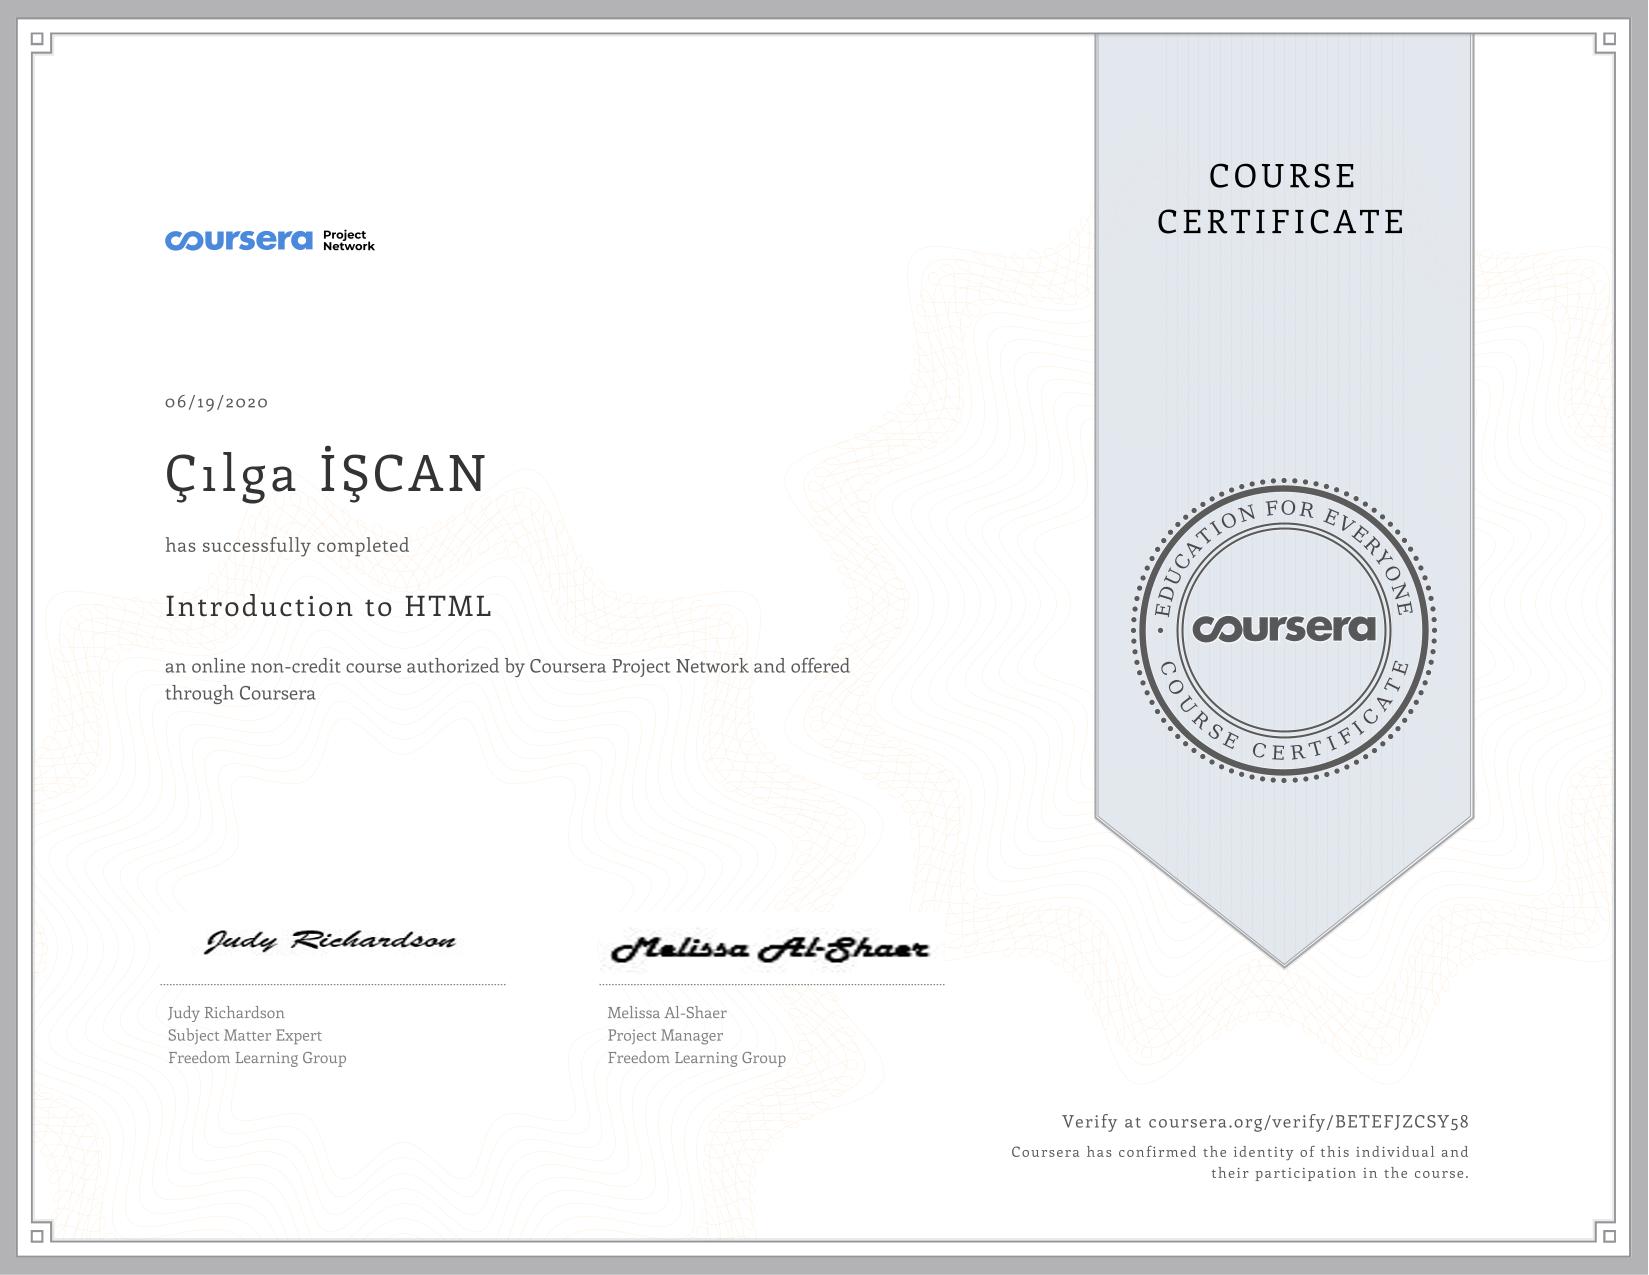 coursera Project Network
COURSE
CERTIFICATE
06/19/2020
Çılga İŞCAN
has successfully completed
Introduction to HTML
an online non-credit course authorized by Coursera Project Network and offered
through Coursera
• EDUCATION FOR EVERYONE
coursera
COURSE CERTIFICATE
Judy Richardson
Judy Richardson
Subject Matter Expert
Freedom Learning Group
Melissa Al-Shaer
Melissa Al-Shaer
Project Manager
Freedom Learning Group
Verify at coursera.org/verify/BETEFJZCSY58
Coursera has confirmed the identity of this individual and
their participation in the course.